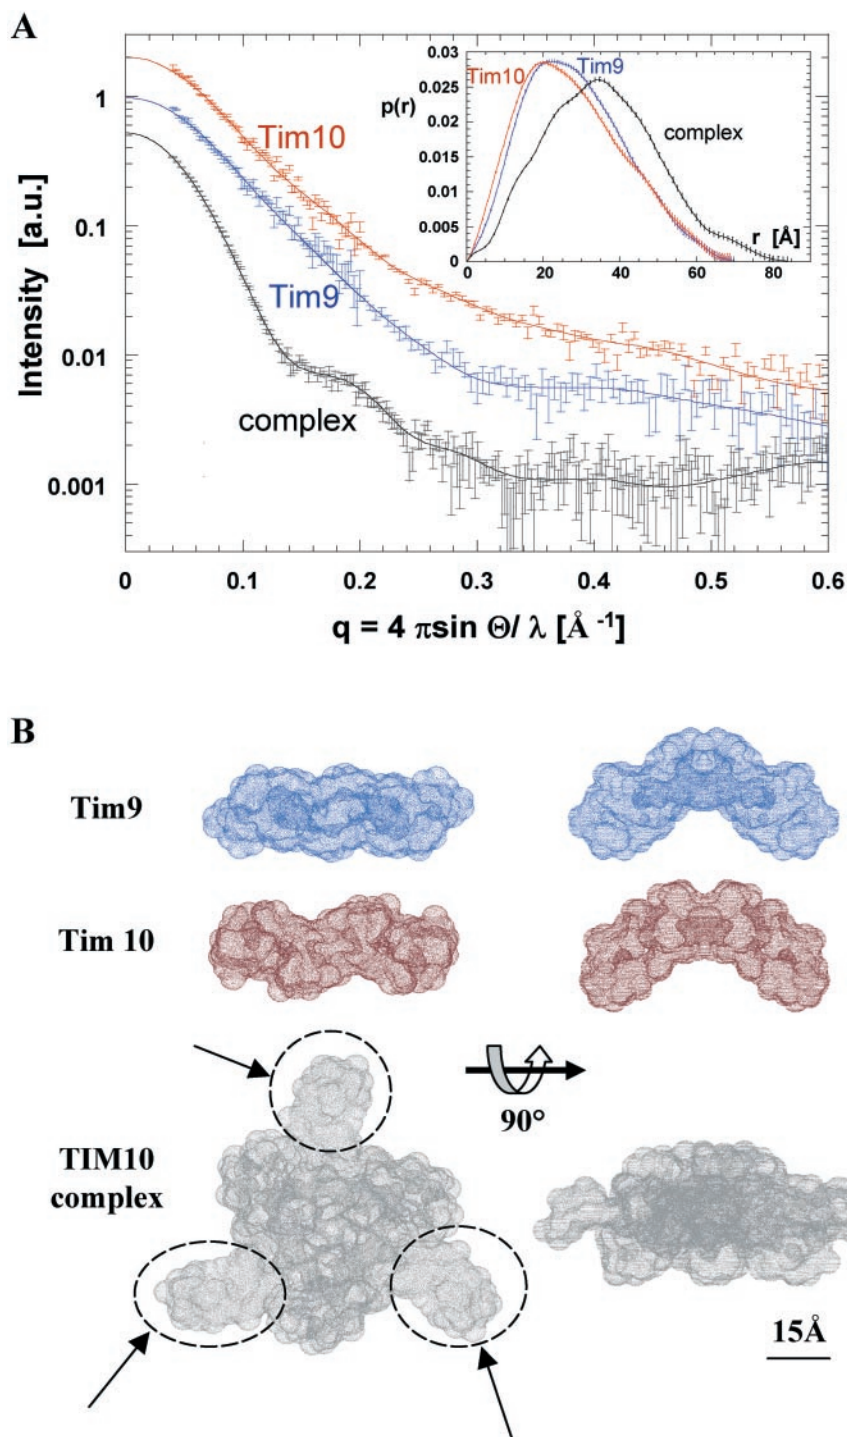 A
Intensity [a.u.]
1
0.1
0.01
0.001
0
0.1
0.2
0.3
0.4
0.5
0.6
q = 4 πsin Θ/ λ [Å ⁻¹]
Tim10
Tim9
complex
0.03
0.025
0.02
0.015
0.01
0.005
0
p(r)
Tim10
Tim9
complex
r [Å]
0
20
40
60
80
B
Tim9
Tim 10
90°
TIM10
complex
15Å